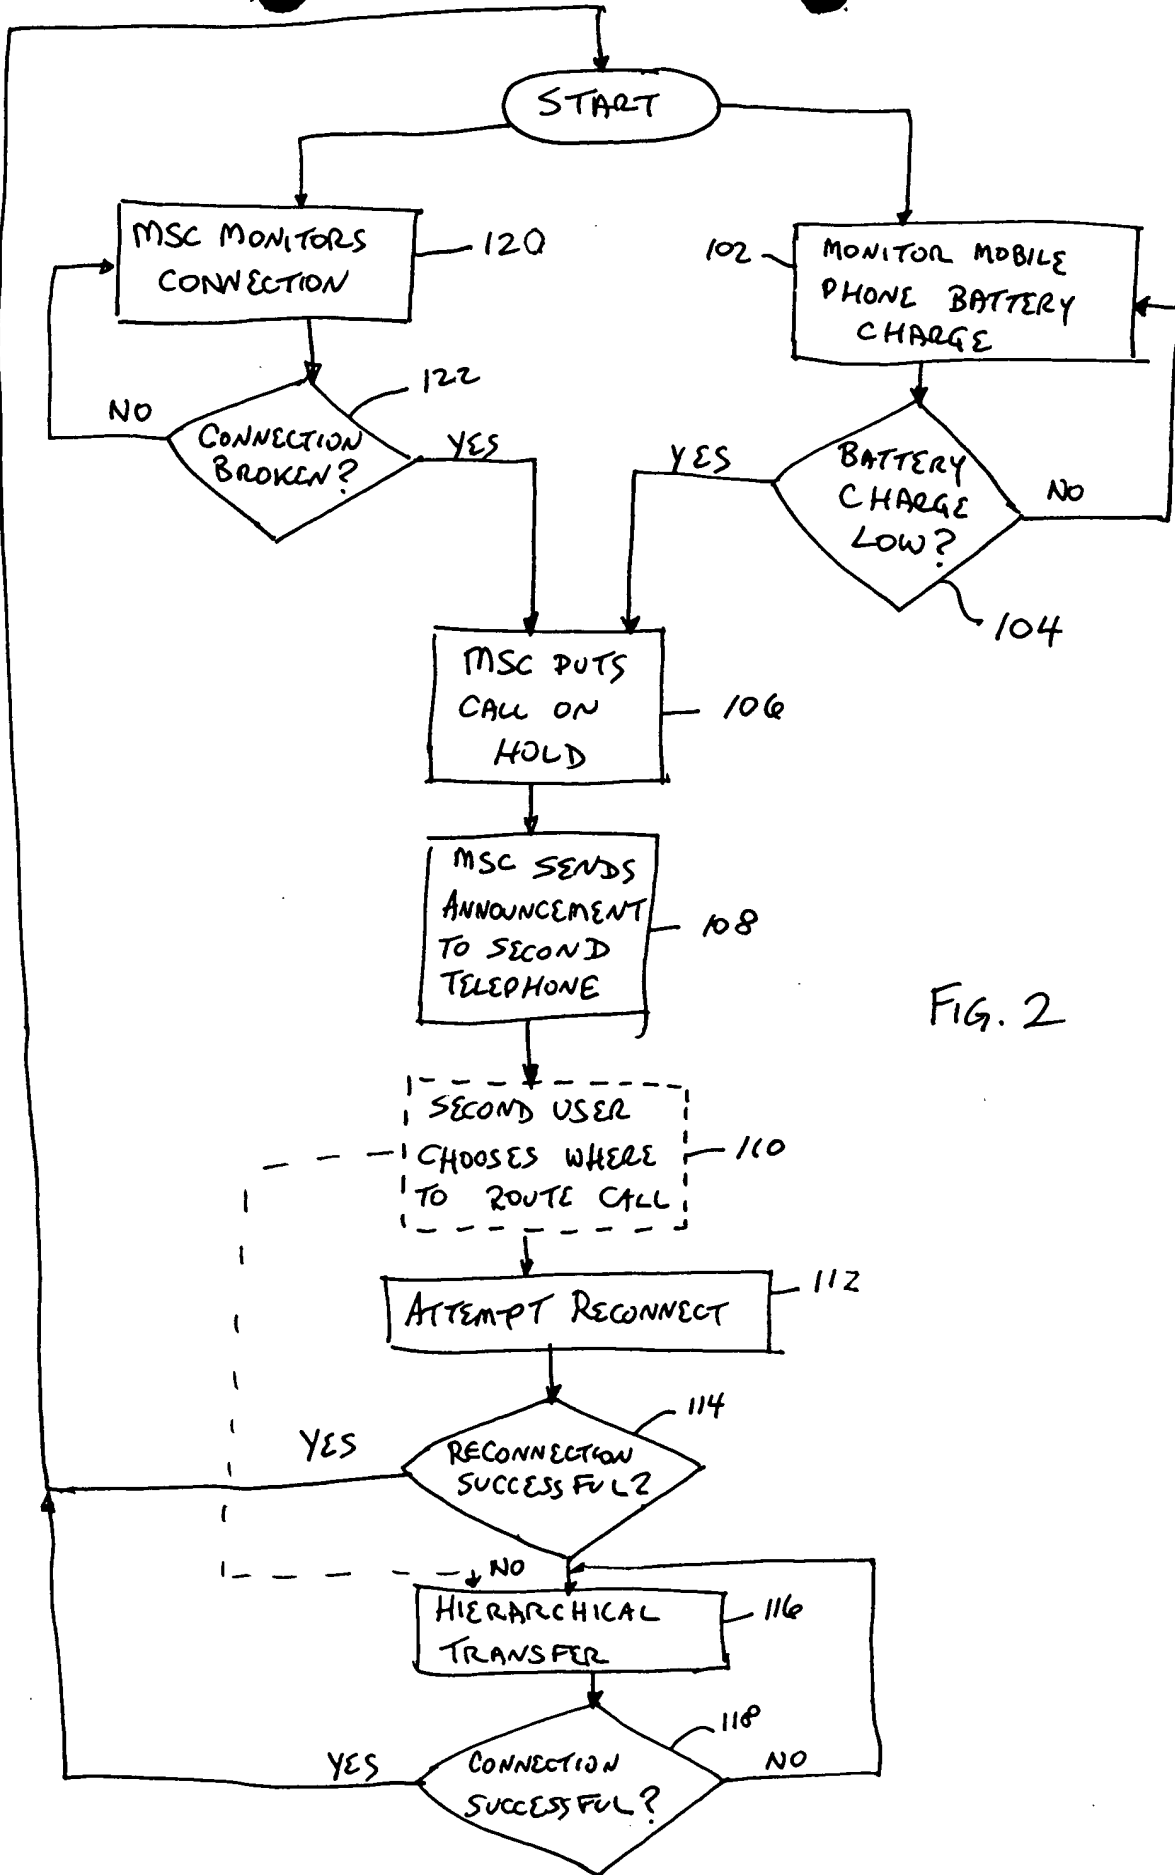 START
MSC MONITORS
CONNECTION
120
102
MONITOR MOBILE
PHONE BATTERY
CHARGE
122
NO
CONNECTION
BROKEN?
YES
YES
BATTERY
CHARGE
LOW?
NO
104
MSC PUTS
CALL ON
HOLD
106
MSC SENDS
ANNOUNCEMENT
TO SECOND
TELEPHONE
108
FIG. 2
SECOND USER
CHOOSES WHERE
TO ROUTE CALL
110
112
ATTEMPT RECONNECT
114
YES
RECONNECTION
SUCCESSFUL?
NO
HIERARCHICAL
TRANSFER
116
118
YES
CONNECTION
SUCCESSFUL?
NO